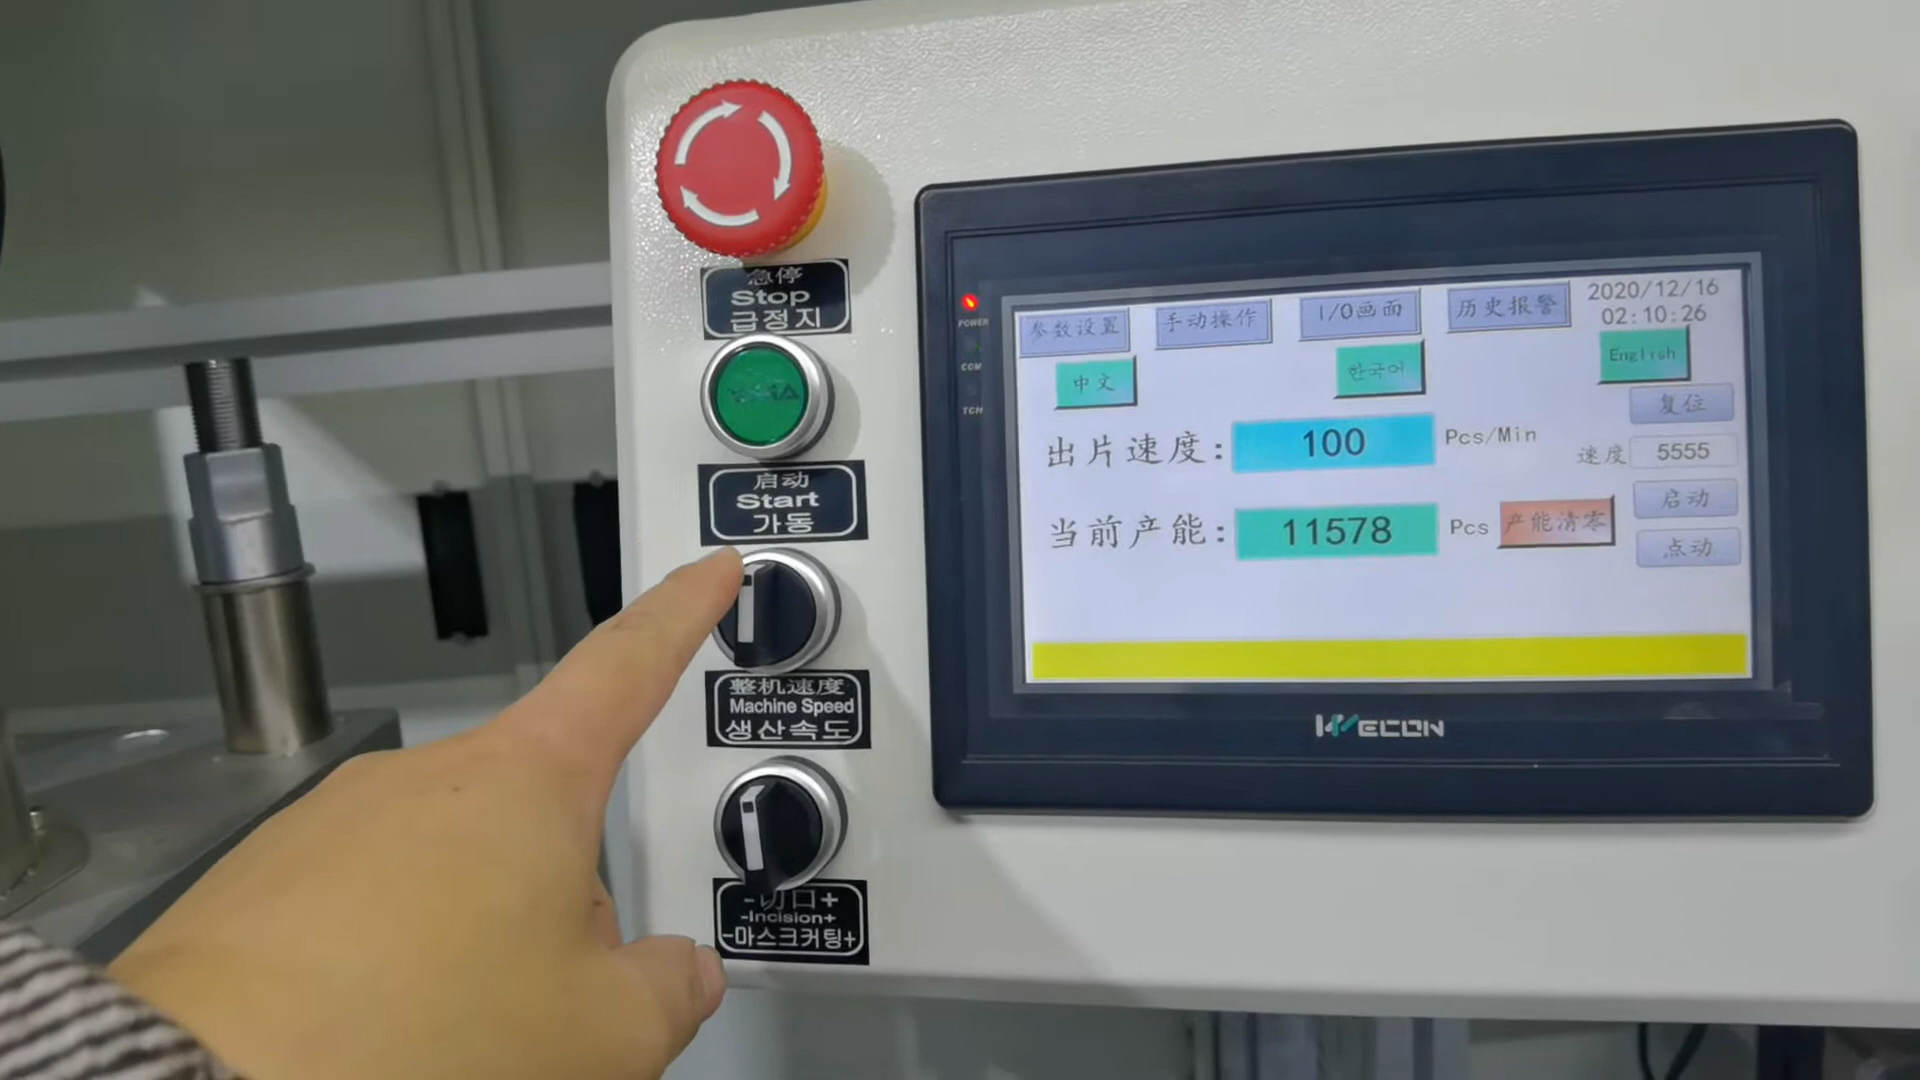 急停
Stop
급정지
启动
Start
가동
整机速度
Machine Speed
생산속도
-切口+
-Incision+
-마스크커팅+
POWER
COM
TCH
参数设置
手动操作
I/O画面
历史报警
2020/12/16
02:10:26
中文
한국어
English
复位
出片速度:
100
Pcs/Min
速度
5555
启动
当前产能:
11578
Pcs
产能清零
点动
WECON